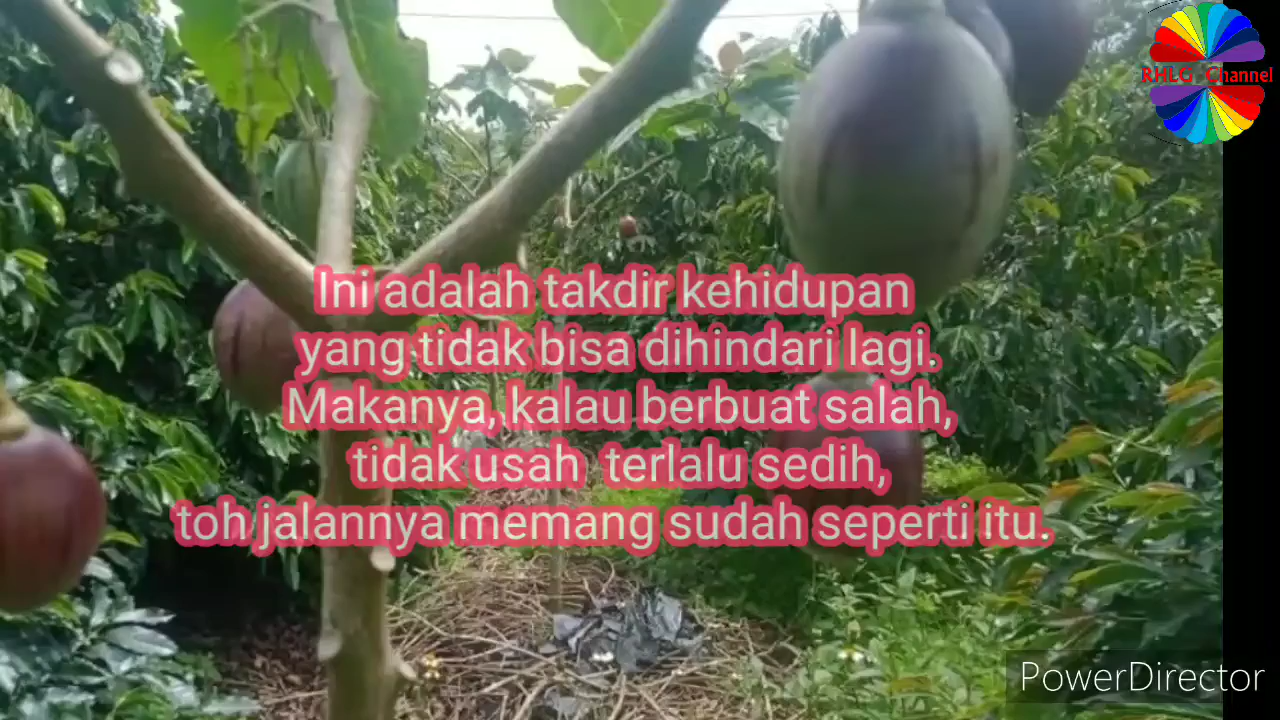 RHLG Channel
Ini adalah takdir kehidupan
yang tidak bisa dihindari lagi.
Makanya, kalau berbuat salah,
tidak usah terlalu sedih,
toh jalannya memang sudah seperti itu.
PowerDirector